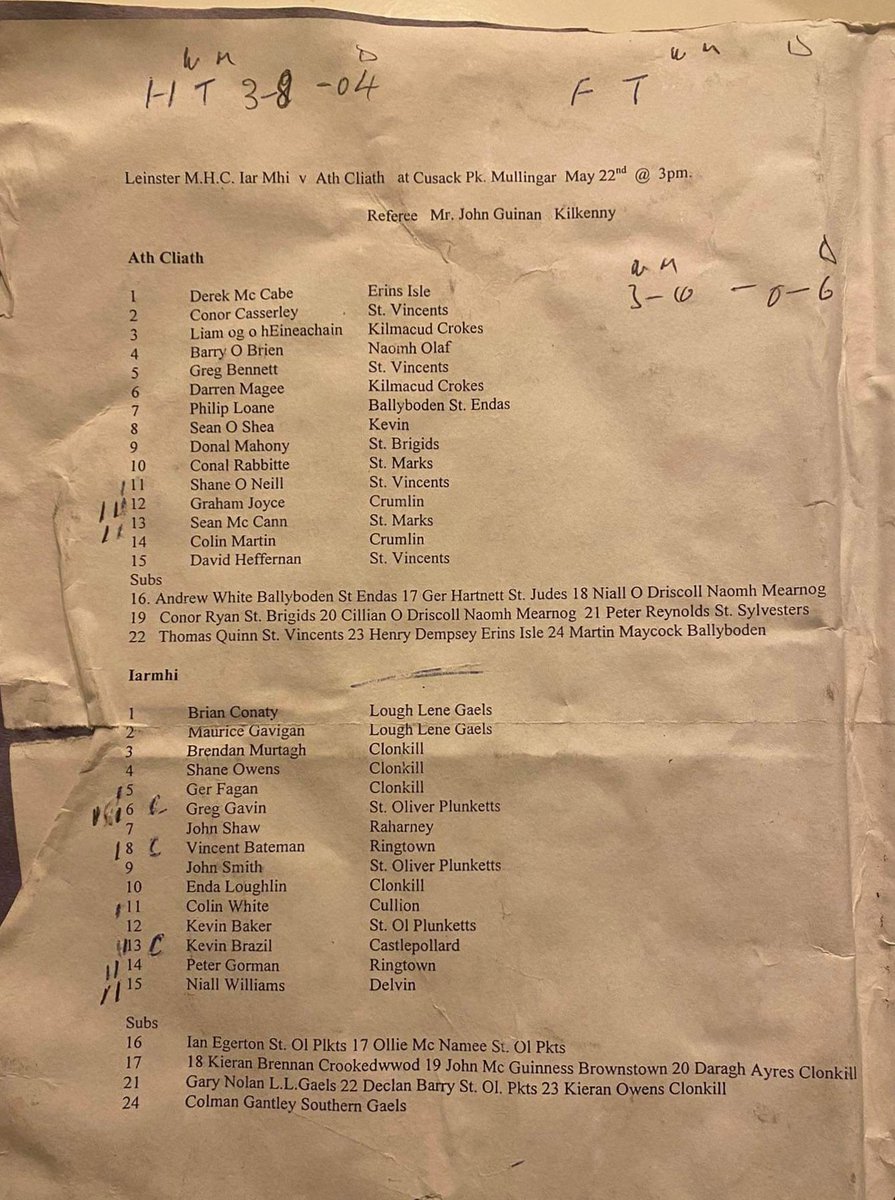 W M D W M D
H T 3-8 -04 F T
Leinster M.H.C. Iar Mhi v Ath Cliath at Cusack Pk. Mullingar May 22nd @ 3pm.
Referee Mr. John Guinan Kilkenny
Ath Cliath
W M D
3-10 - 0-6
1 Derek Mc Cabe Erins Isle
2 Conor Casserley St. Vincents
3 Liam og o hEineachain Kilmacud Crokes
4 Barry O Brien Naomh Olaf
5 Greg Bennett St. Vincents
6 Darren Magee Kilmacud Crokes
7 Philip Loane Ballyboden St. Endas
8 Sean O Shea Kevin
9 Donal Mahony St. Brigids
10 Conal Rabbitte St. Marks
11 Shane O Neill St. Vincents
12 Graham Joyce Crumlin
13 Sean Mc Cann St. Marks
14 Colin Martin Crumlin
15 David Heffernan St. Vincents
Subs
16. Andrew White Ballyboden St Endas 17 Ger Hartnett St. Judes 18 Niall O Driscoll Naomh Mearnog
19 Conor Ryan St. Brigids 20 Cillian O Driscoll Naomh Mearnog 21 Peter Reynolds St. Sylvesters
22 Thomas Quinn St. Vincents 23 Henry Dempsey Erins Isle 24 Martin Maycock Ballyboden
Iarmhi
1 Brian Conaty Lough Lene Gaels
2 Maurice Gavigan Lough Lene Gaels
3 Brendan Murtagh Clonkill
4 Shane Owens Clonkill
5 Ger Fagan Clonkill
6 C Greg Gavin St. Oliver Plunketts
7 John Shaw Raharney
8 C Vincent Bateman Ringtown
9 John Smith St. Oliver Plunketts
10 Enda Loughlin Clonkill
11 Colin White Cullion
12 Kevin Baker St. Ol Plunketts
13 C Kevin Brazil Castlepollard
14 Peter Gorman Ringtown
15 Niall Williams Delvin
Subs
16 Ian Egerton St. Ol Plkts 17 Ollie Mc Namee St. Ol Pkts
17 18 Kieran Brennan Crookedwwod 19 John Mc Guinness Brownstown 20 Daragh Ayres Clonkill
21 Gary Nolan L.L.Gaels 22 Declan Barry St. Ol. Pkts 23 Kieran Owens Clonkill
24 Colman Gantley Southern Gaels